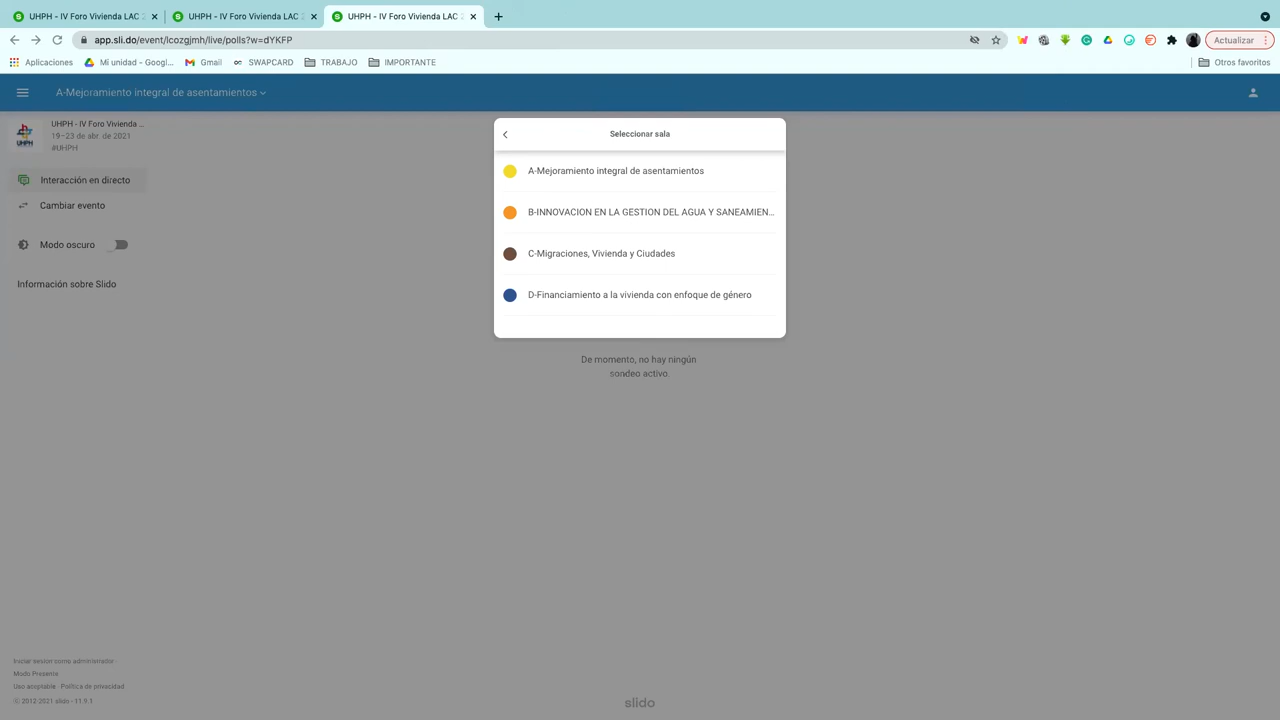 UHPH - IV Foro Vivienda LAC 2
UHPH - IV Foro Vivienda LAC 2
UHPH - IV Foro Vivienda LAC 2
app.sli.do/event/lcozgjmh/live/polls?w=dYKFP
Actualizar
Aplicaciones
Mi unidad - Googl...
Gmail
SWAPCARD
TRABAJO
IMPORTANTE
Otros favoritos
A-Mejoramiento integral de asentamientos
UHPH - IV Foro Vivienda ...
19–23 de abr. de 2021
#UHPH
UHPH
Interacción en directo
Cambiar evento
Modo oscuro
Información sobre Slido
Seleccionar sala
A-Mejoramiento integral de asentamientos
B-INNOVACION EN LA GESTION DEL AGUA Y SANEAMIEN...
C-Migraciones, Vivienda y Ciudades
D-Financiamiento a la vivienda con enfoque de género
De momento, no hay ningún
sondeo activo.
Iniciar sesión como administrador ·
Modo Presente
Uso aceptable · Política de privacidad
© 2012-2021 slido - 11.9.1
slido